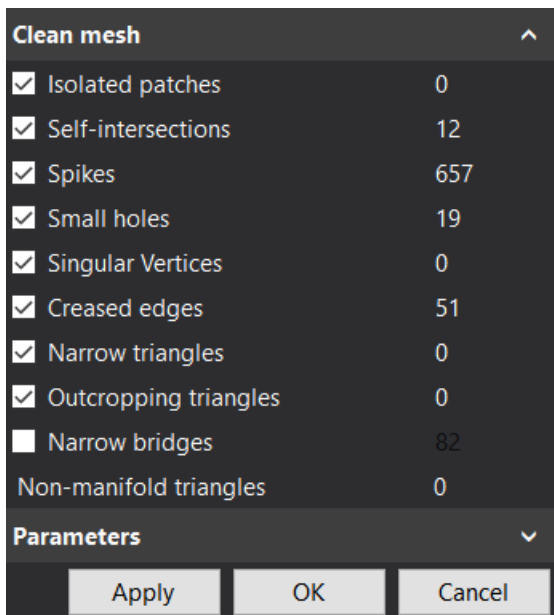 Clean mesh
Isolated patches 0
Self-intersections 12
Spikes 657
Small holes 19
Singular Vertices 0
Creased edges 51
Narrow triangles 0
Outcropping triangles 0
Narrow bridges 82
Non-manifold triangles 0
Parameters
Apply OK Cancel